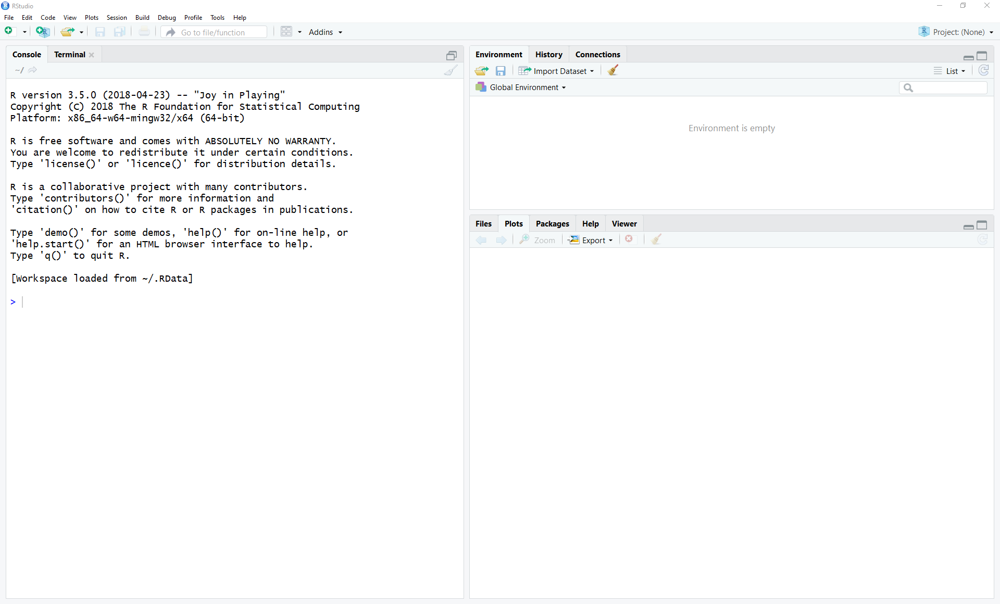 RStudio
File Edit Code View Plots Session Build Debug Profile Tools Help
Go to file/function Addins Project: (None)
Console Terminal
~/
R version 3.5.0 (2018-04-23) -- "Joy in Playing"
Copyright (C) 2018 The R Foundation for Statistical Computing
Platform: x86_64-w64-mingw32/x64 (64-bit)
R is free software and comes with ABSOLUTELY NO WARRANTY.
You are welcome to redistribute it under certain conditions.
Type 'license()' or 'licence()' for distribution details.
R is a collaborative project with many contributors.
Type 'contributors()' for more information and
'citation()' on how to cite R or R packages in publications.
Type 'demo()' for some demos, 'help()' for on-line help, or
'help.start()' for an HTML browser interface to help.
Type 'q()' to quit R.
[Workspace loaded from ~/.RData]
>
Environment History Connections
Import Dataset List
Global Environment
Environment is empty
Files Plots Packages Help Viewer
Zoom Export